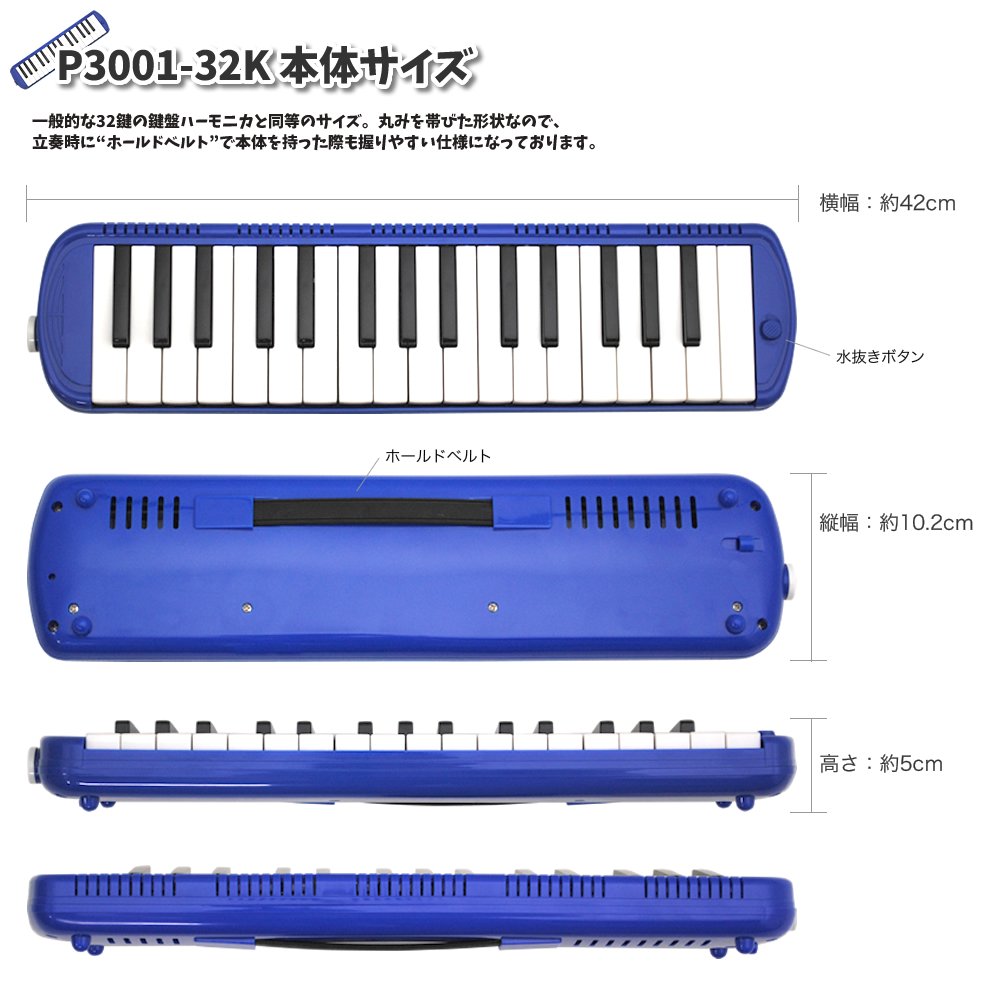 P3001-32K 本体サイズ
一般的な32鍵の鍵盤ハーモニカと同等のサイズ。丸みを帯びた形状なので、
立奏時に“ホールドベルト”で本体を持った際も握りやすい仕様になっております。
横幅：約42cm
水抜きボタン
ホールドベルト
縦幅：約10.2cm
高さ：約5cm